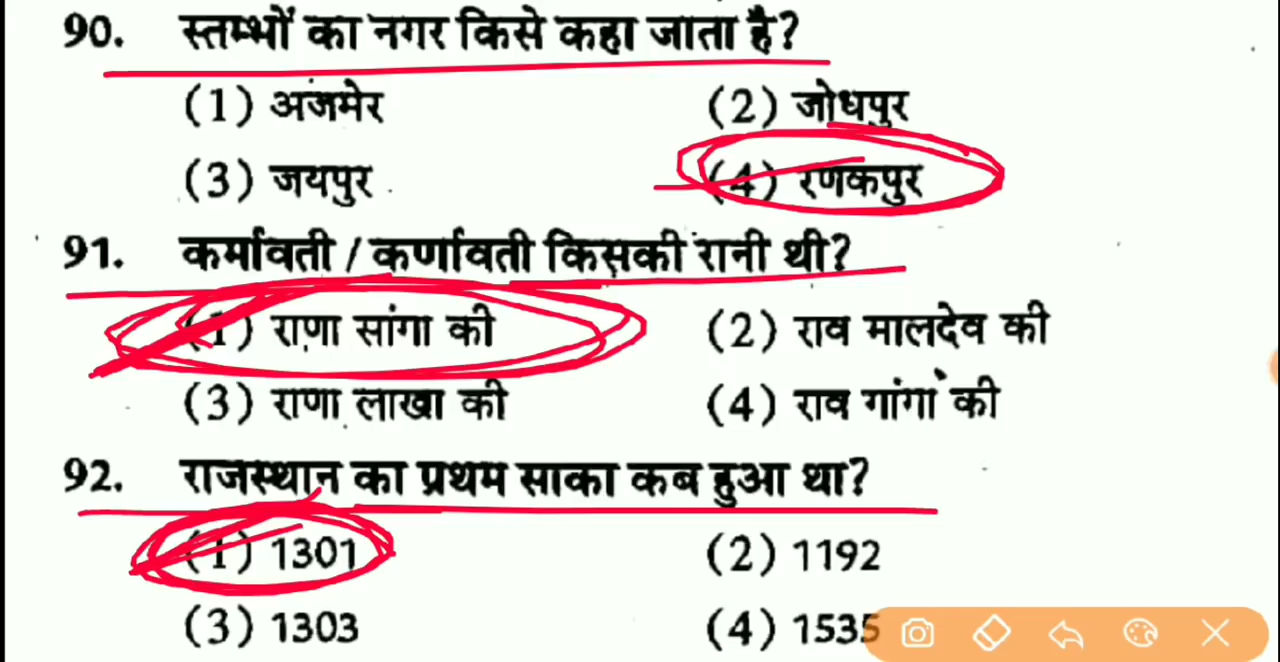 90. स्तम्भों का नगर किसे कहा जाता है?
(1) अजमेर (2) जोधपुर
(3) जयपुर (4) रणकपुर
91. कर्मावती / कर्णावती किसकी रानी थी?
(1) राणा सांगा की (2) राव मालदेव की
(3) राणा लाखा की (4) राव गांगा की
92. राजस्थान का प्रथम साका कब हुआ था?
(1) 1301 (2) 1192
(3) 1303 (4) 1535